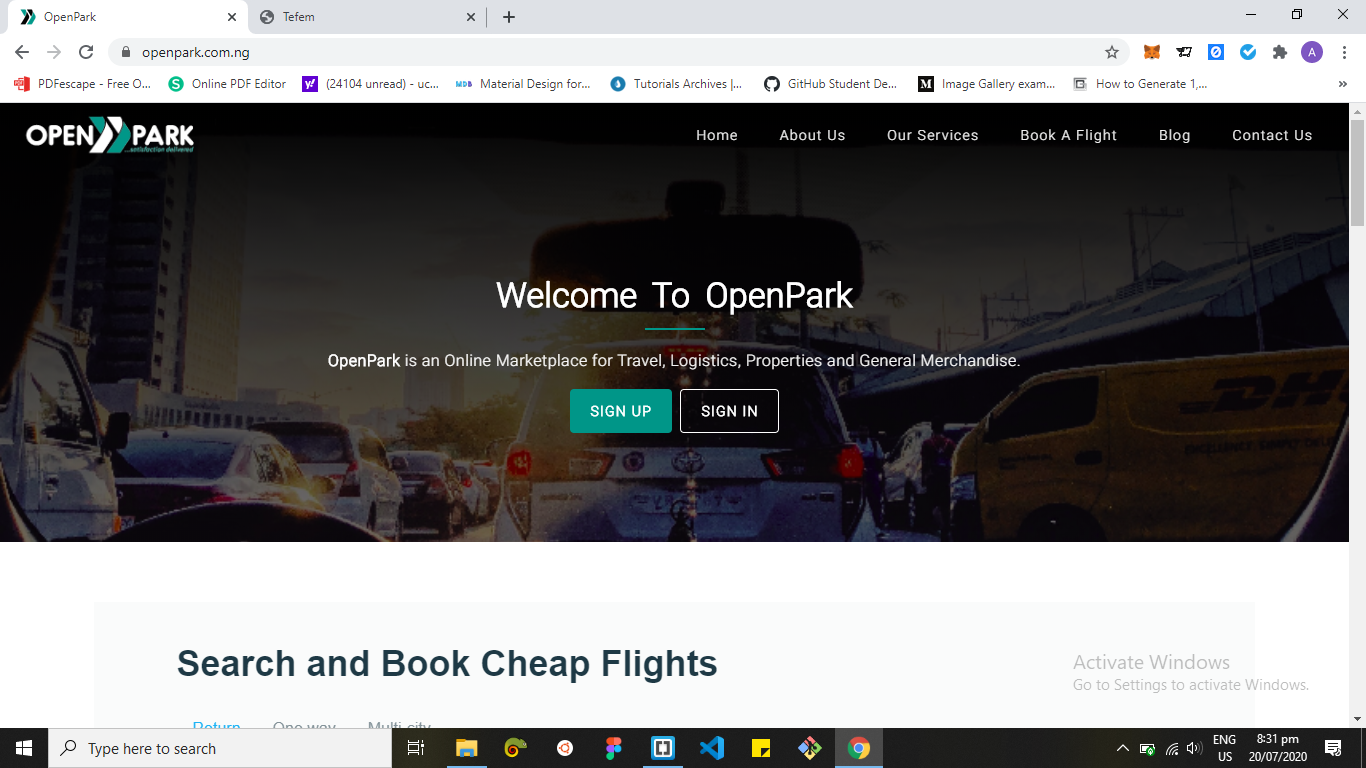 OpenPark
Tefem
openpark.com.ng
A
PDFescape - Free O...
Online PDF Editor
(24104 unread) - uc...
Material Design for...
Tutorials Archives |...
GitHub Student De...
Image Gallery exam...
How to Generate 1,...
OPEN PARK
...satisfaction delivered
Home
About Us
Our Services
Book A Flight
Blog
Contact Us
Welcome To OpenPark
OpenPark is an Online Marketplace for Travel, Logistics, Properties and General Merchandise.
SIGN UP
SIGN IN
DHL
Search and Book Cheap Flights
Return
One way
Multi-city
Activate Windows
Go to Settings to activate Windows.
Type here to search
ENG
US
8:31 pm
20/07/2020